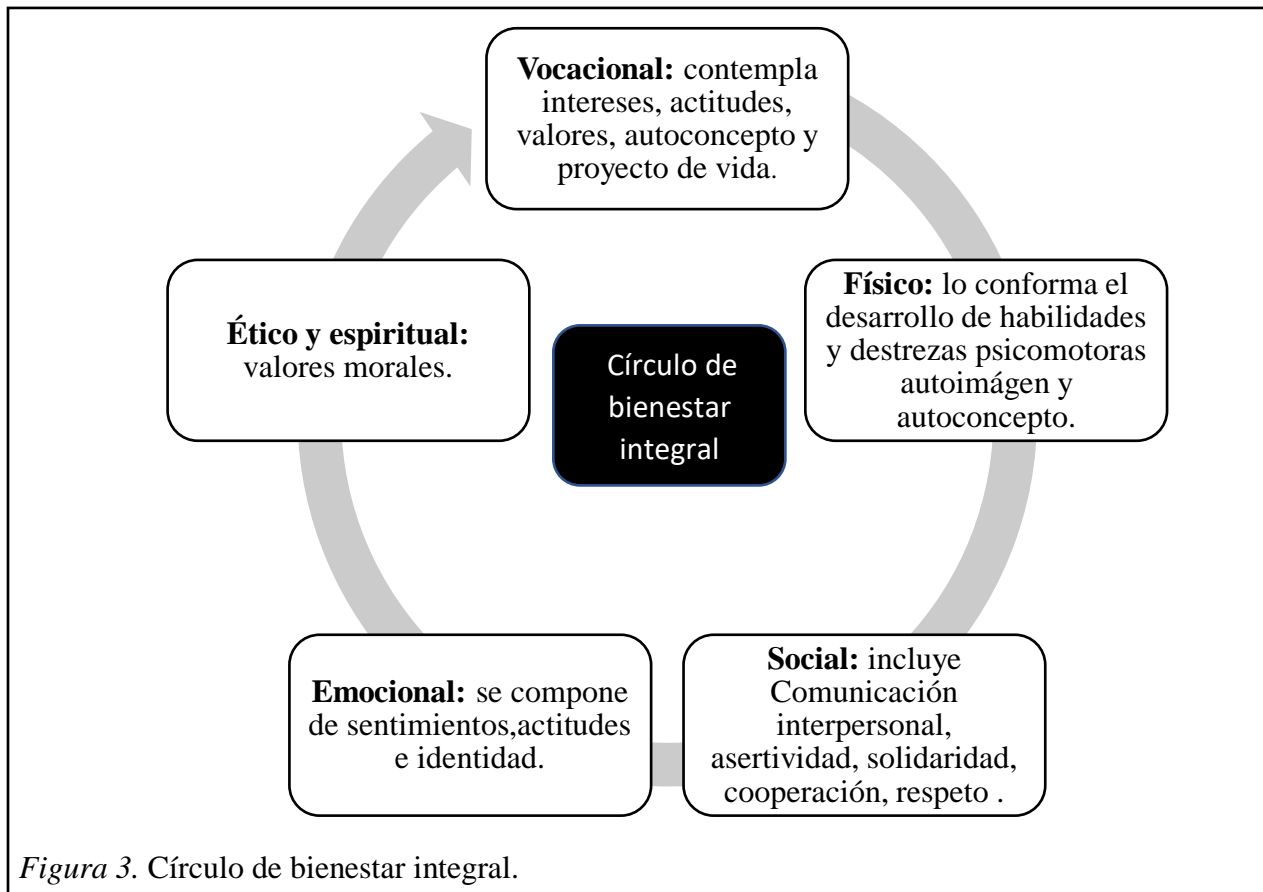 Vocacional: contempla
intereses, actitudes,
valores, autoconcepto y
proyecto de vida.
Físico: lo conforma el
desarrollo de habilidades
y destrezas psicomotoras
autoimágen y
autoconcepto.
Ético y espiritual:
valores morales.
Círculo de
bienestar
integral
Emocional: se compone
de sentimientos,actitudes
e identidad.
Social: incluye
Comunicación
interpersonal,
asertividad, solidaridad,
cooperación, respeto .
Figura 3. Círculo de bienestar integral.